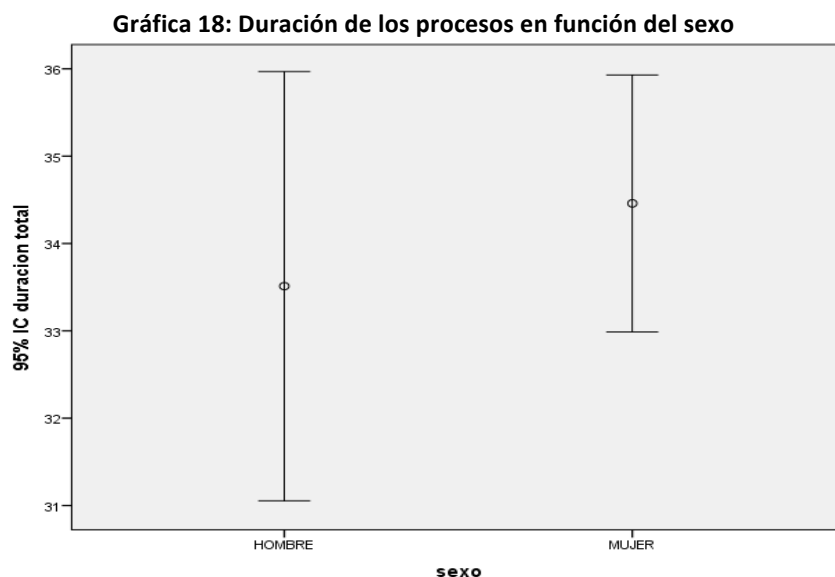 Gráfica 18: Duración de los procesos en función del sexo
95% IC duracion total
36
35
34
33
32
31
HOMBRE MUJER
sexo